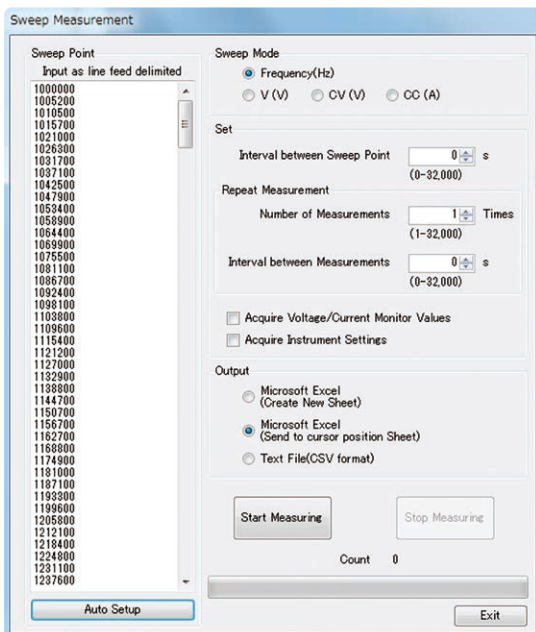 Sweep Measurement
Sweep Point
Input as line feed delimited
1000000
1005200
1010500
1015700
1021000
1026300
1031700
1037100
1042500
1047900
1053400
1058900
1064400
1069900
1075500
1081100
1086700
1092400
1098100
1103800
1109600
1115400
1121200
1127000
1132900
1138800
1144700
1150700
1156700
1162700
1168800
1174900
1181000
1187100
1193300
1199600
1205800
1212100
1218400
1224800
1231100
1237600
Auto Setup
Sweep Mode
Frequency(Hz)
V (V) CV (V) CC (A)
Set
Interval between Sweep Point 0 s
(0-32,000)
Repeat Measurement
Number of Measurements 1 Times
(1-32,000)
Interval between Measurements 0 s
(0-32,000)
Acquire Voltage/Current Monitor Values
Acquire Instrument Settings
Output
Microsoft Excel
(Create New Sheet)
Microsoft Excel
(Send to cursor position Sheet)
Text File(CSV format)
Start Measuring Stop Measuring
Count 0
Exit